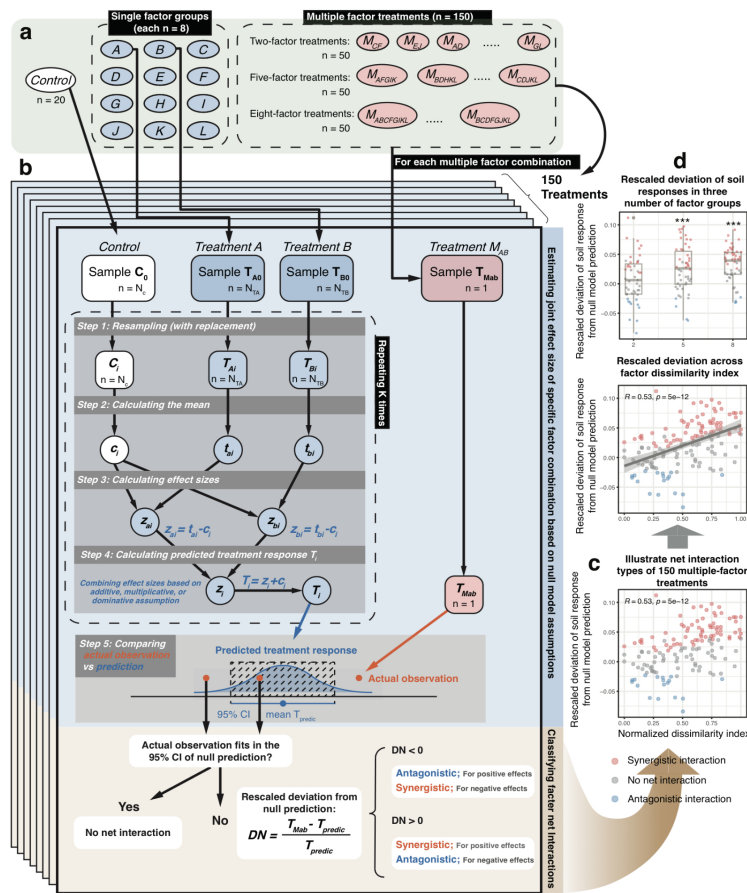 a
Single factor groups
(each n = 8)
Multiple factor treatments (n = 150)
Control
n = 20
A
B
C
D
E
F
G
H
I
J
K
L
Two-factor treatments:
n = 50
M_CF
M_EJ
M_AD
.....
M_GL
Five-factor treatments:
n = 50
M_AFGIK
M_BDHKL
.....
M_CDJKL
Eight-factor treatments:
n = 50
M_ABCFGIKL
.....
M_BCDFGJKL
For each multiple factor combination
150
Treatments
b
Control
Treatment A
Treatment B
Treatment M_AB
Sample C_0
n = N_c
Sample T_A0
n = N_TA
Sample T_B0
n = N_TB
Sample T_Mab
n = 1
Step 1: Resampling (with replacement)
C_i
n = N_c
T_Ai
n = N_TA
T_Bi
n = N_TB
Step 2: Calculating the mean
c_i
t_ai
t_bi
Step 3: Calculating effect sizes
z_ai
z_ai = t_ai - c_i
z_bi
z_bi = t_bi - c_i
Step 4: Calculating predicted treatment response T_i
Combining effect sizes based on
additive, multiplicative, or
dominative assumption
z_i
T_i = z_i + c_i
T_i
T_Mab
n = 1
Repeating K times
Step 5: Comparing
actual observation
vs prediction
Predicted treatment response
Actual observation
95% CI
mean T_predic
Estimating joint effect size of specific factor combination based on null model assumptions
Actual observation fits in the
95% CI of null prediction?
Yes
No
No net interaction
Rescaled deviation from
null prediction:
DN = T_Mab - T_predic
T_predic
DN < 0
Antagonistic; For positive effects
Synergistic; For negative effects
DN > 0
Synergistic; For positive effects
Antagonistic; For negative effects
Classifying facter net Interactions
d
Rescaled deviation of soil
responses in three
number of factor groups
Rescaled deviation of soil response
from null model prediction
0.10
0.05
0.00
-0.05
***
***
2
5
8
Rescaled deviation across
factor dissimilarity index
Rescaled deviation of soil response
from null model prediction
R = 0.53, p = 5e-12
0.10
0.05
0.00
-0.05
0.00
0.25
0.50
0.75
1.00
c
Illustrate net interaction
types of 150 multiple-factor
treatments
Rescaled deviation of soil response
from null model prediction
R = 0.53, p = 5e-12
0.10
0.05
0.00
-0.05
0.00
0.25
0.50
0.75
1.00
Normalized dissimilarity index
Synergistic interaction
No net interaction
Antagonistic interaction